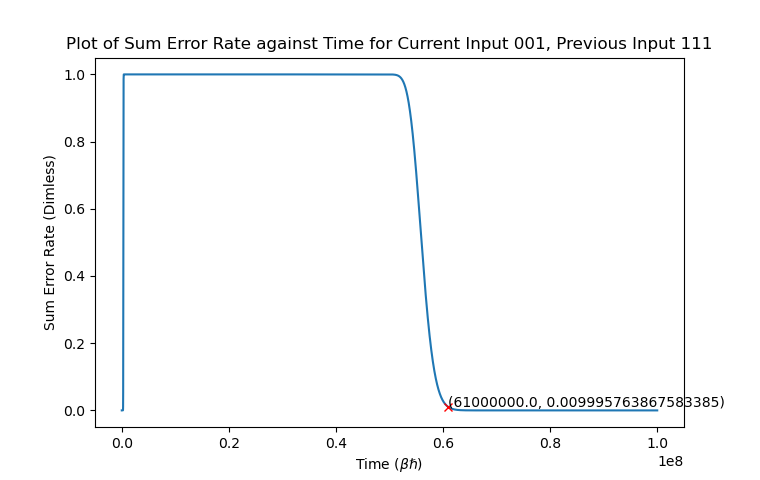 Plot of Sum Error Rate against Time for Current Input 001, Previous Input 111
Sum Error Rate (Dimless)
1.0
0.8
0.6
0.4
0.2
0.0
(61000000.0, 0.009995763867583385)
0.0 0.2 0.4 0.6 0.8 1.0
1e8
Time (βℏ)